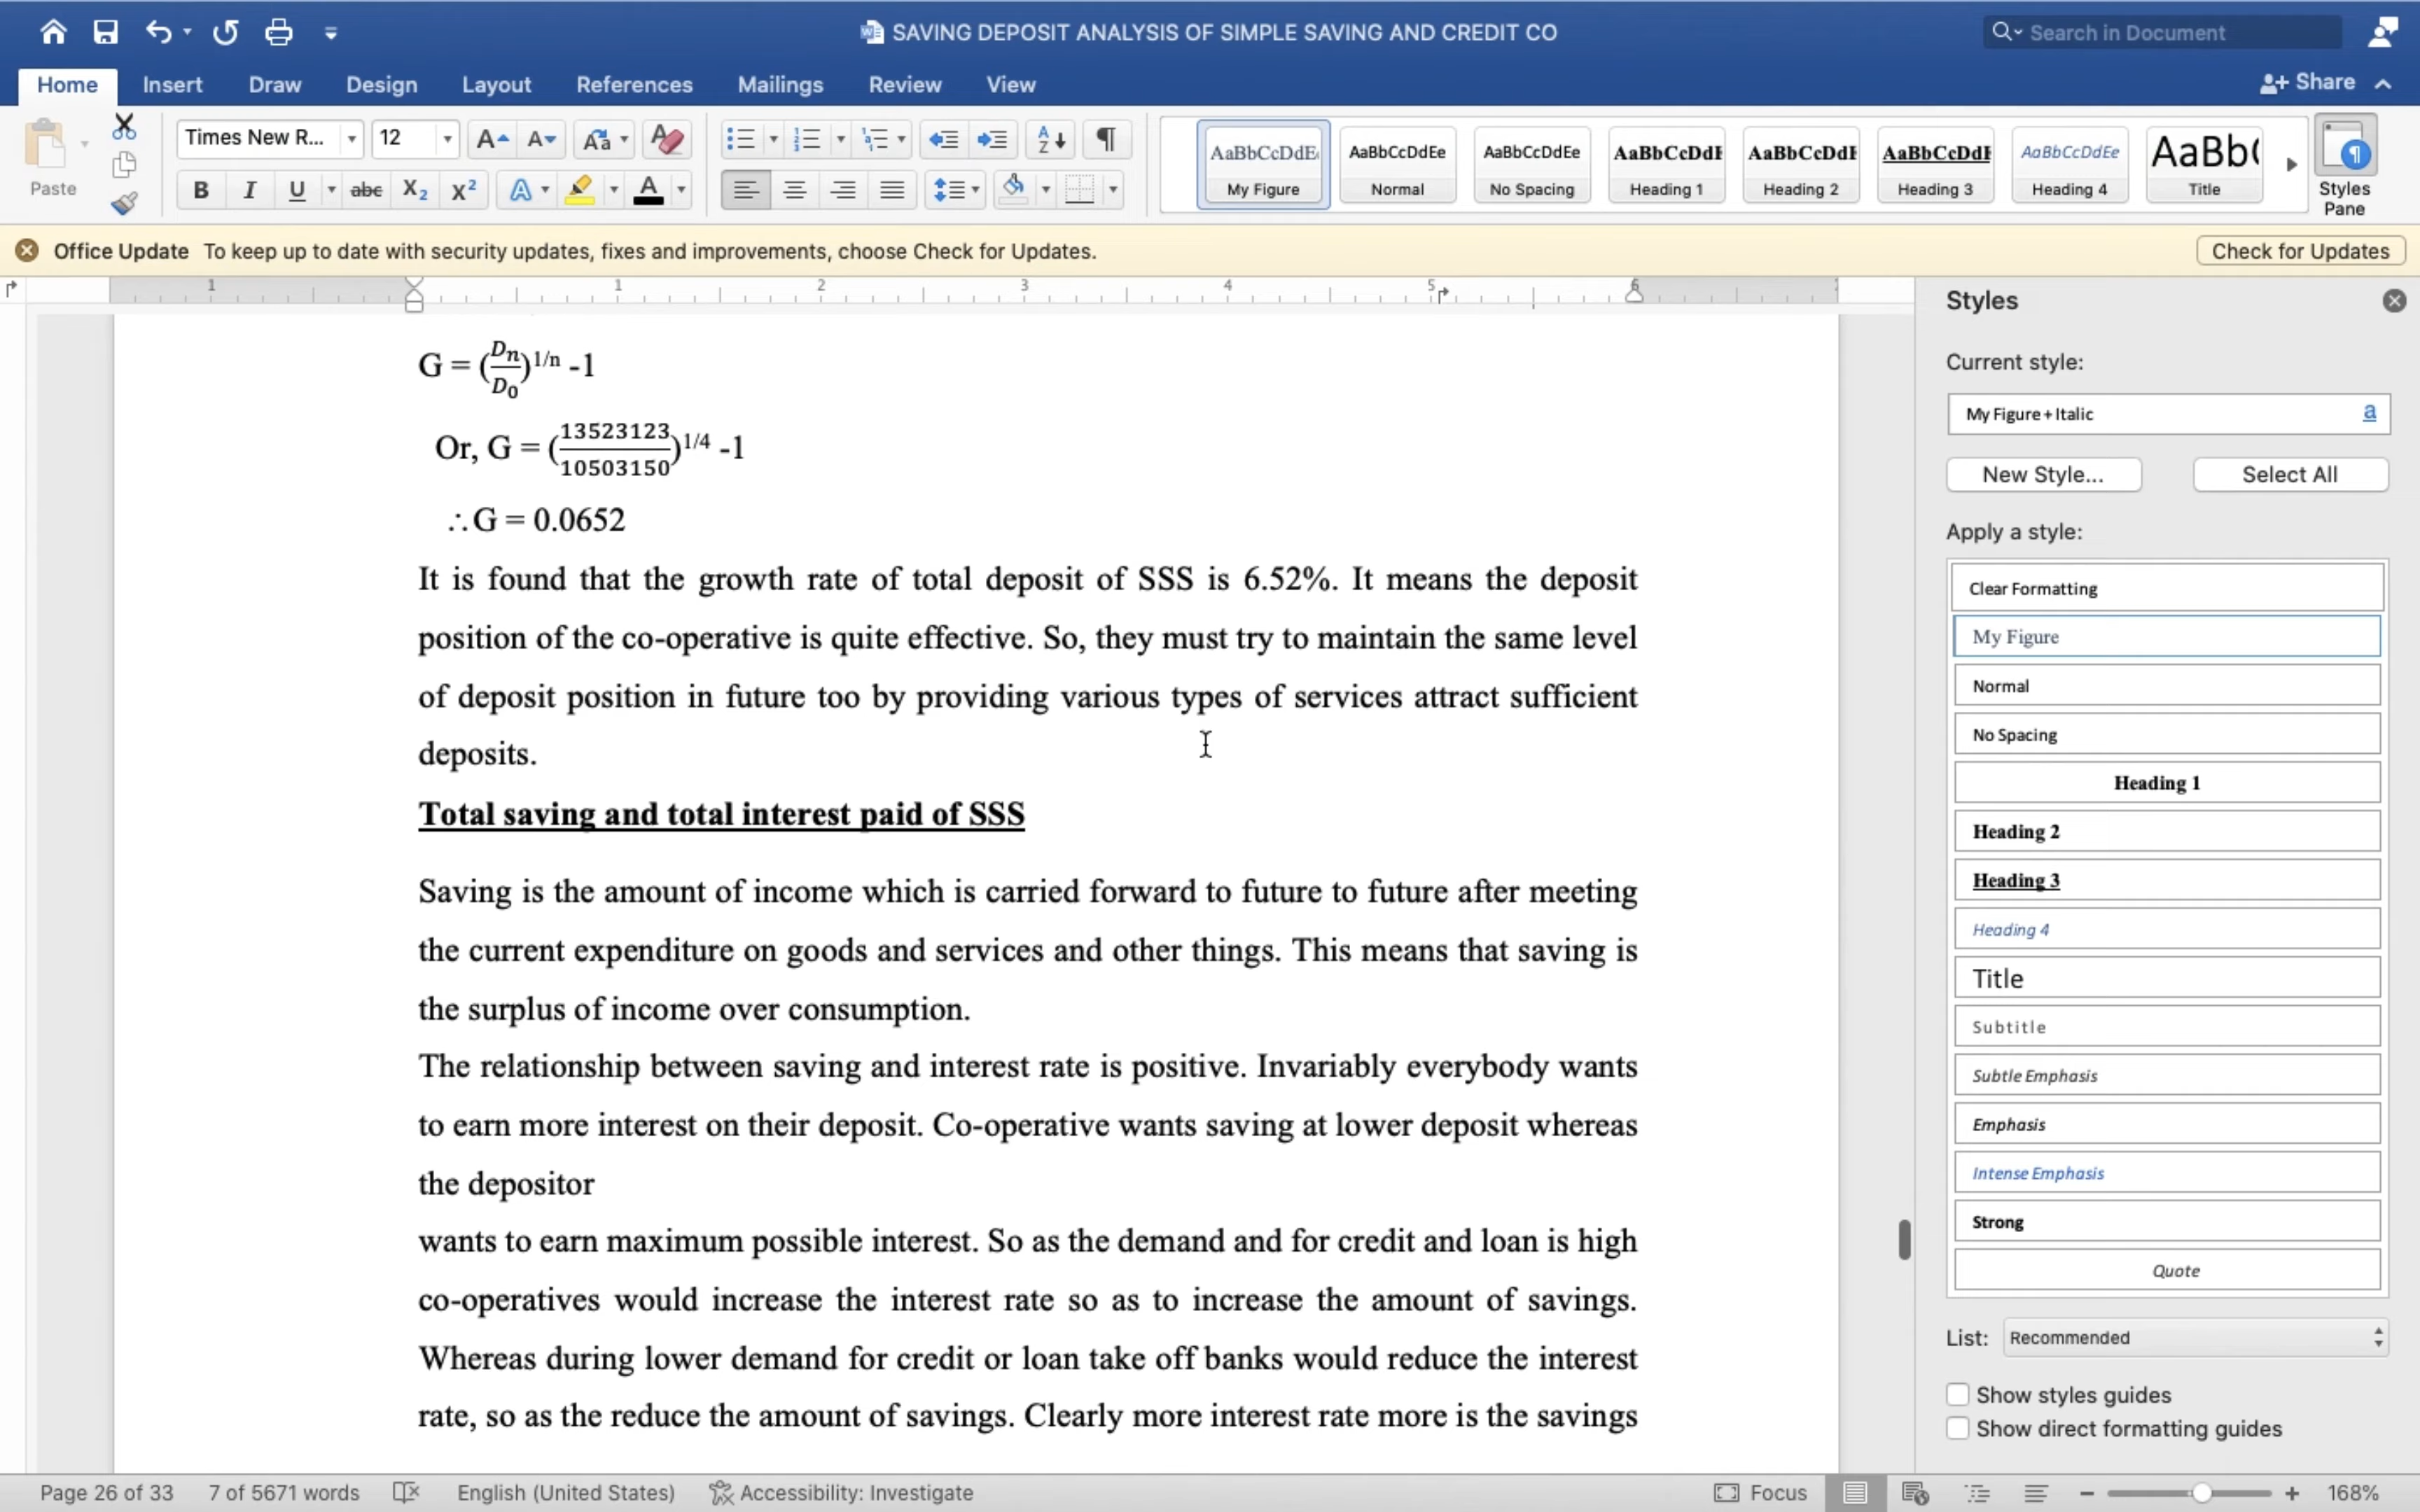 SAVING DEPOSIT ANALYSIS OF SIMPLE SAVING AND CREDIT CO
Search in Document
Home Insert Draw Design Layout References Mailings Review View
Share
Paste
Times New R... 12
A A Aa A
A Z
B I U abc X2 X² A A
AaBbCcDdE AaBbCcDdEe AaBbCcDdEe AaBbCcDdE AaBbCcDdE AaBbCcDdE AaBbCcDdEe AaBb(
My Figure Normal No Spacing Heading 1 Heading 2 Heading 3 Heading 4 Title
Styles
Pane
Office Update To keep up to date with security updates, fixes and improvements, choose Check for Updates.
Check for Updates
1 1 2 3 4 5 6
G = (Dn/D0)^1/n -1
Or, G = (13523123/10503150)^1/4 -1
∴G = 0.0652
It is found that the growth rate of total deposit of SSS is 6.52%. It means the deposit
position of the co-operative is quite effective. So, they must try to maintain the same level
of deposit position in future too by providing various types of services attract sufficient
deposits.
Total saving and total interest paid of SSS
Saving is the amount of income which is carried forward to future to future after meeting
the current expenditure on goods and services and other things. This means that saving is
the surplus of income over consumption.
The relationship between saving and interest rate is positive. Invariably everybody wants
to earn more interest on their deposit. Co-operative wants saving at lower deposit whereas
the depositor
wants to earn maximum possible interest. So as the demand and for credit and loan is high
co-operatives would increase the interest rate so as to increase the amount of savings.
Whereas during lower demand for credit or loan take off banks would reduce the interest
rate, so as the reduce the amount of savings. Clearly more interest rate more is the savings
Styles
Current style:
My Figure + Italic
a
New Style...
Select All
Apply a style:
Clear Formatting
My Figure
Normal
No Spacing
Heading 1
Heading 2
Heading 3
Heading 4
Title
Subtitle
Subtle Emphasis
Emphasis
Intense Emphasis
Strong
Quote
List: Recommended
Show styles guides
Show direct formatting guides
Page 26 of 33 7 of 5671 words English (United States) Accessibility: Investigate Focus 168%